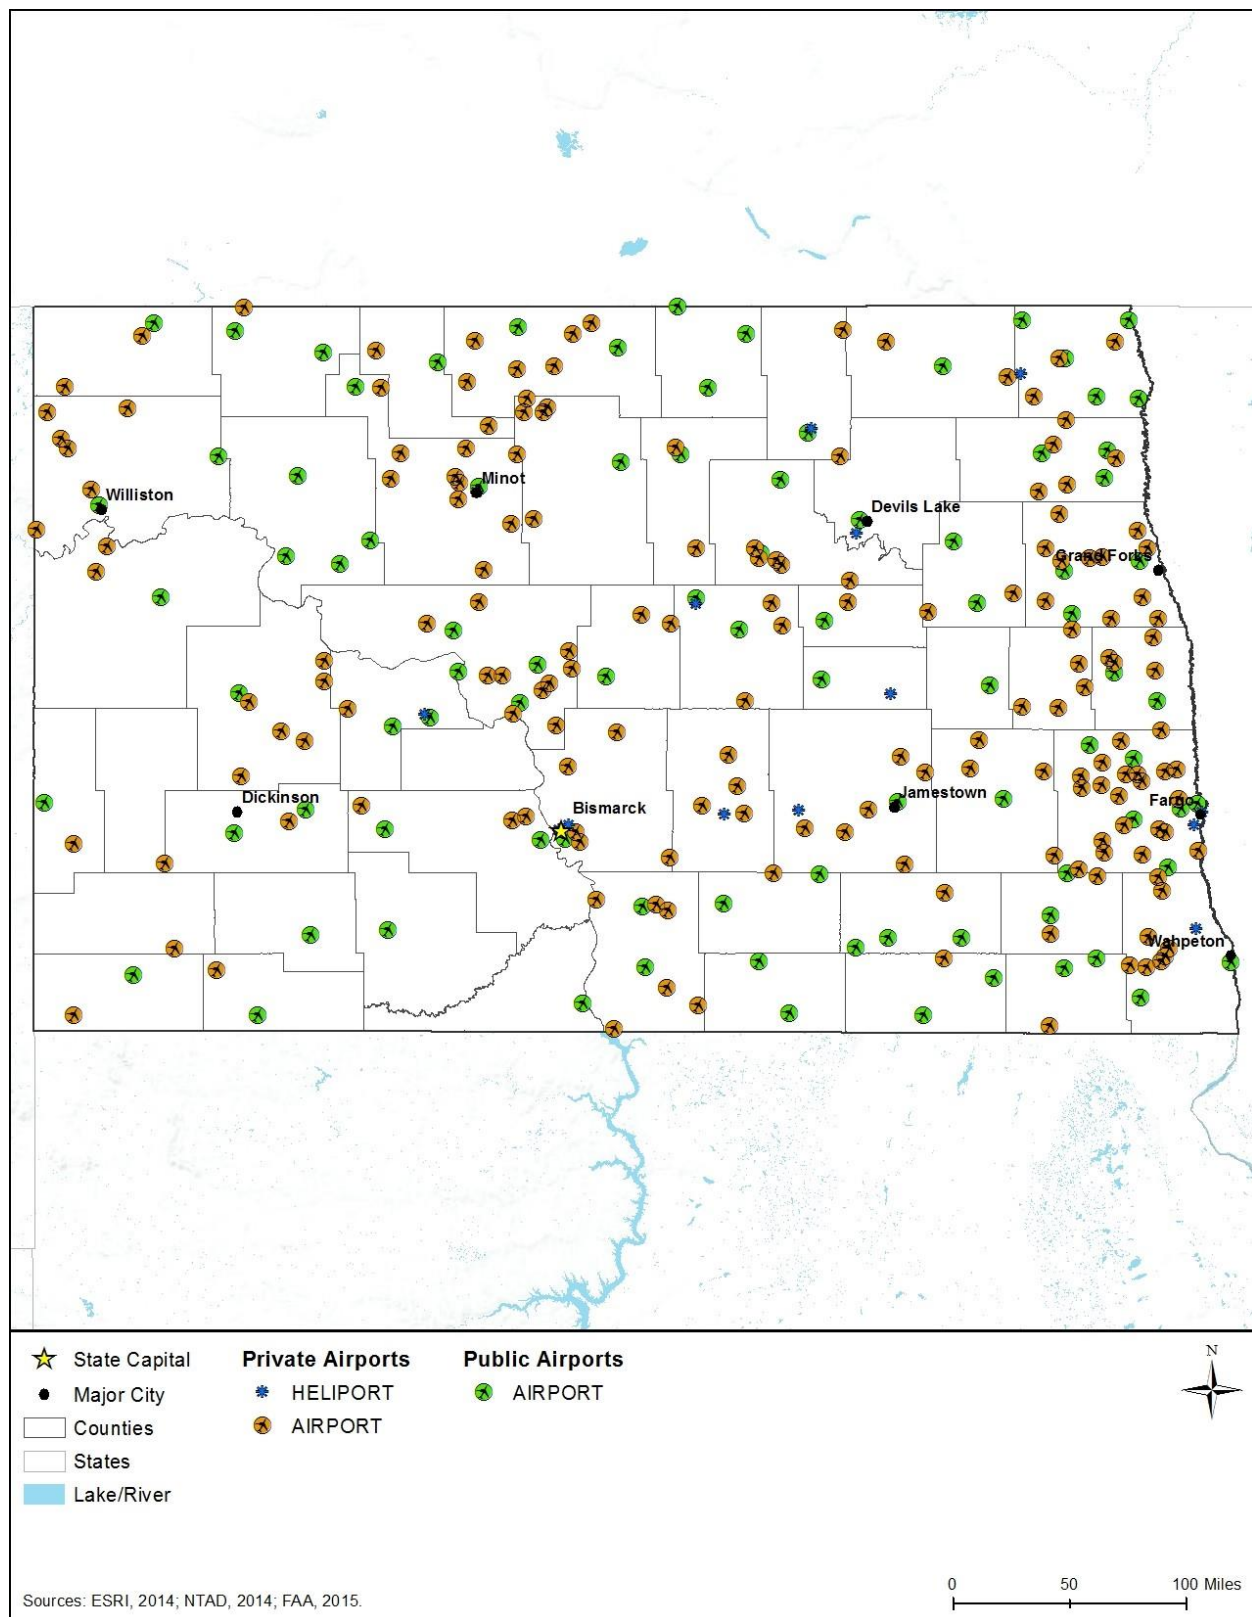 Minot
Williston
Devils Lake
Grand Forks
Dickinson
Bismarck
Jamestown
Fargo
Wahpeton
State Capital
Private Airports
Public Airports
Major City
HELIPORT
AIRPORT
Counties
AIRPORT
States
Lake/River
N
0 50 100 Miles
Sources: ESRI, 2014; NTAD, 2014; FAA, 2015.